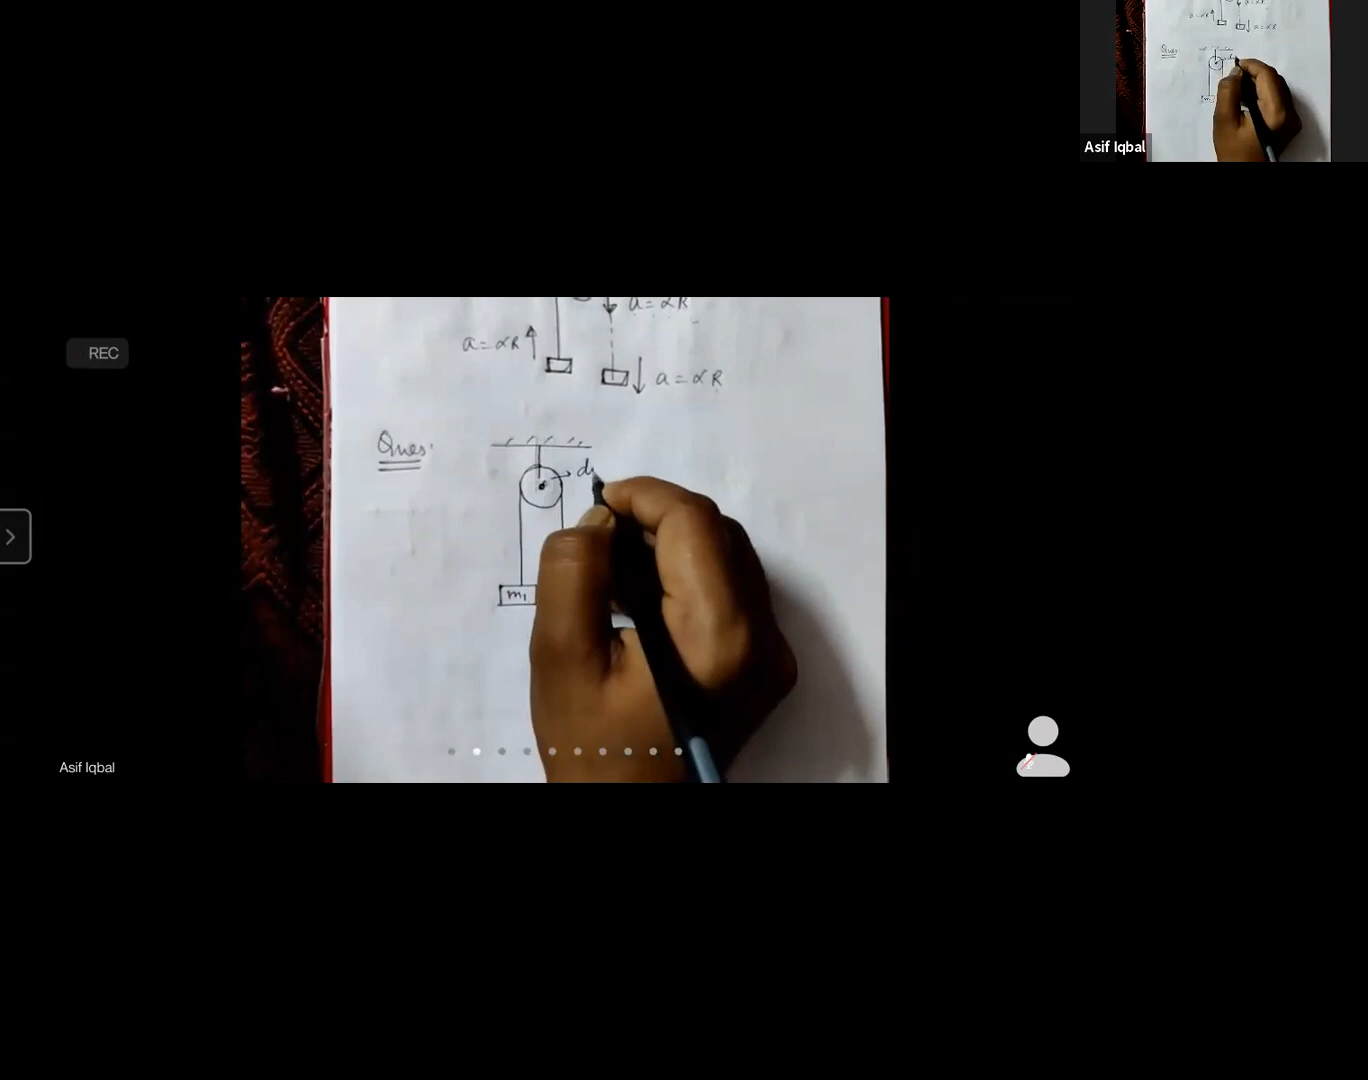 Asif Iqbal
REC
a = αR
a = αR
a = αR
Ques:
m₁
Asif Iqbal